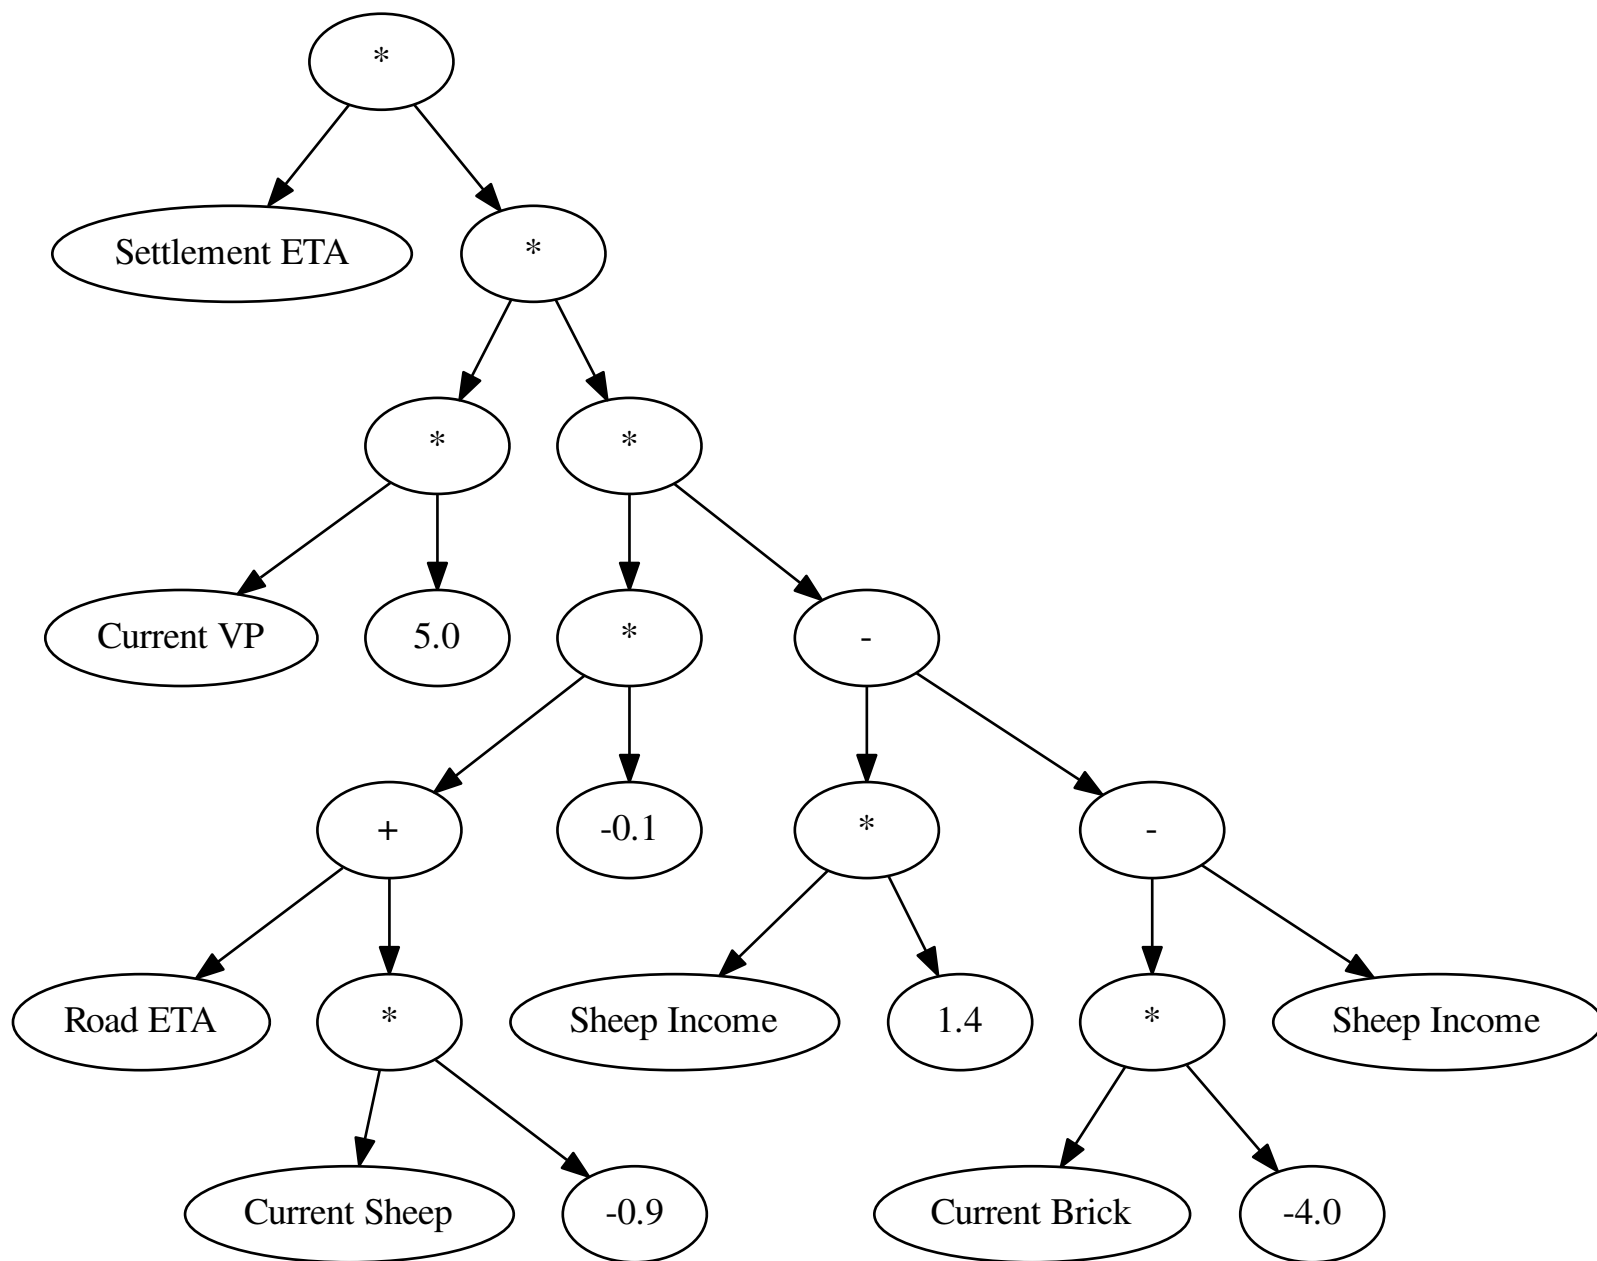 *
Settlement ETA
*
*
*
Current VP
5.0
*
-
+
-0.1
*
-
Road ETA
*
Sheep Income
1.4
*
Sheep Income
Current Sheep
-0.9
Current Brick
-4.0